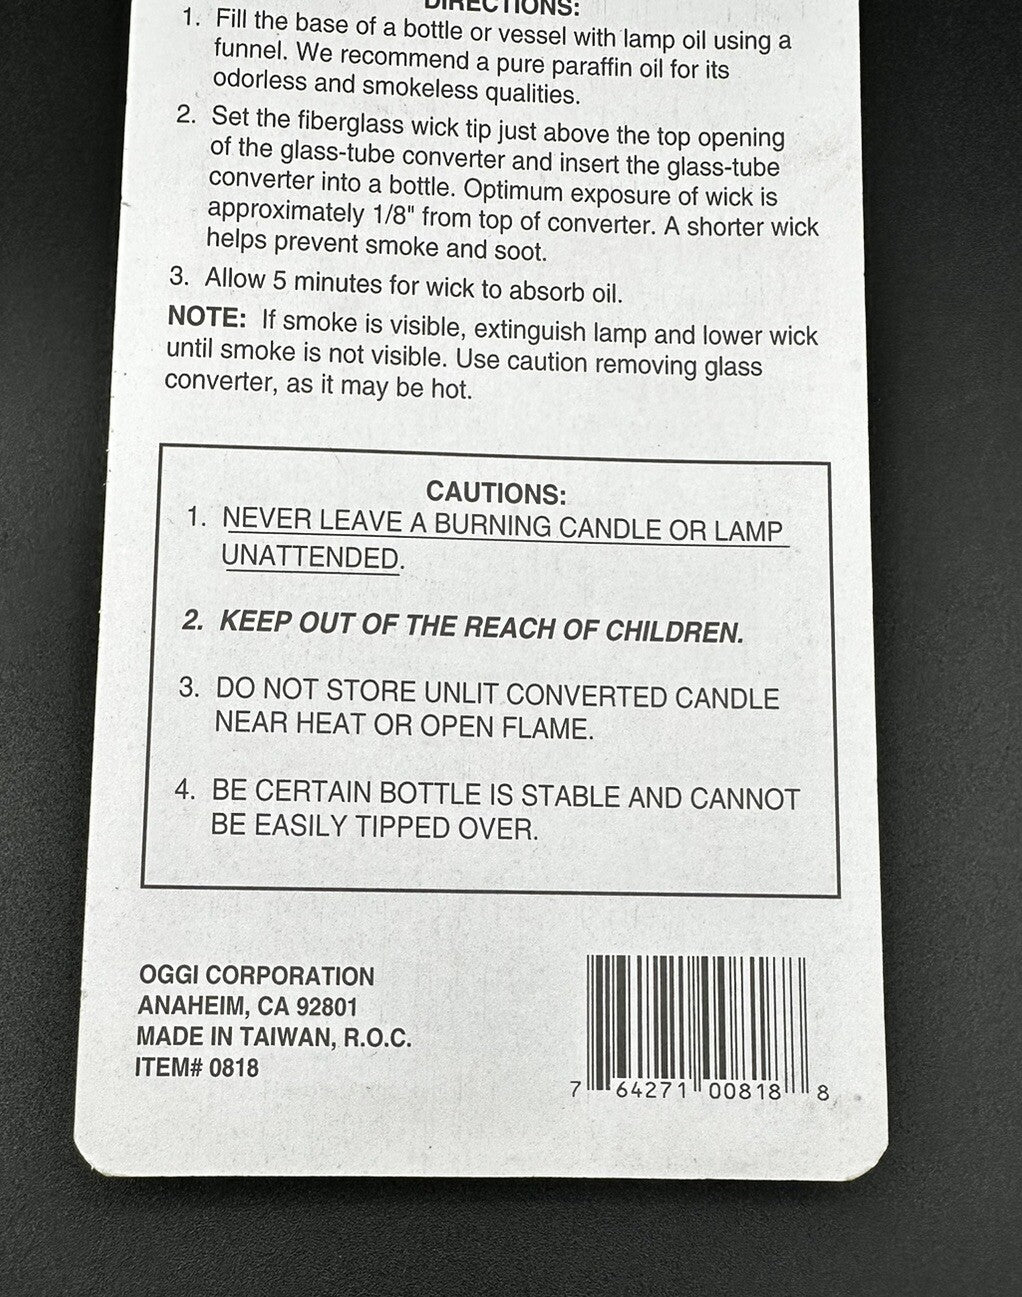 DIRECTIONS:
1. Fill the base of a bottle or vessel with lamp oil using a
funnel. We recommend a pure paraffin oil for its
odorless and smokeless qualities.
2. Set the fiberglass wick tip just above the top opening
of the glass-tube converter and insert the glass-tube
converter into a bottle. Optimum exposure of wick is
approximately 1/8" from top of converter. A shorter wick
helps prevent smoke and soot.
3. Allow 5 minutes for wick to absorb oil.
NOTE: If smoke is visible, extinguish lamp and lower wick
until smoke is not visible. Use caution removing glass
converter, as it may be hot.
CAUTIONS:
1. NEVER LEAVE A BURNING CANDLE OR LAMP
UNATTENDED.
2. KEEP OUT OF THE REACH OF CHILDREN.
3. DO NOT STORE UNLIT CONVERTED CANDLE
NEAR HEAT OR OPEN FLAME.
4. BE CERTAIN BOTTLE IS STABLE AND CANNOT
BE EASILY TIPPED OVER.
OGGI CORPORATION
ANAHEIM, CA 92801
MADE IN TAIWAN, R.O.C.
ITEM# 0818
7 64271 00818 8